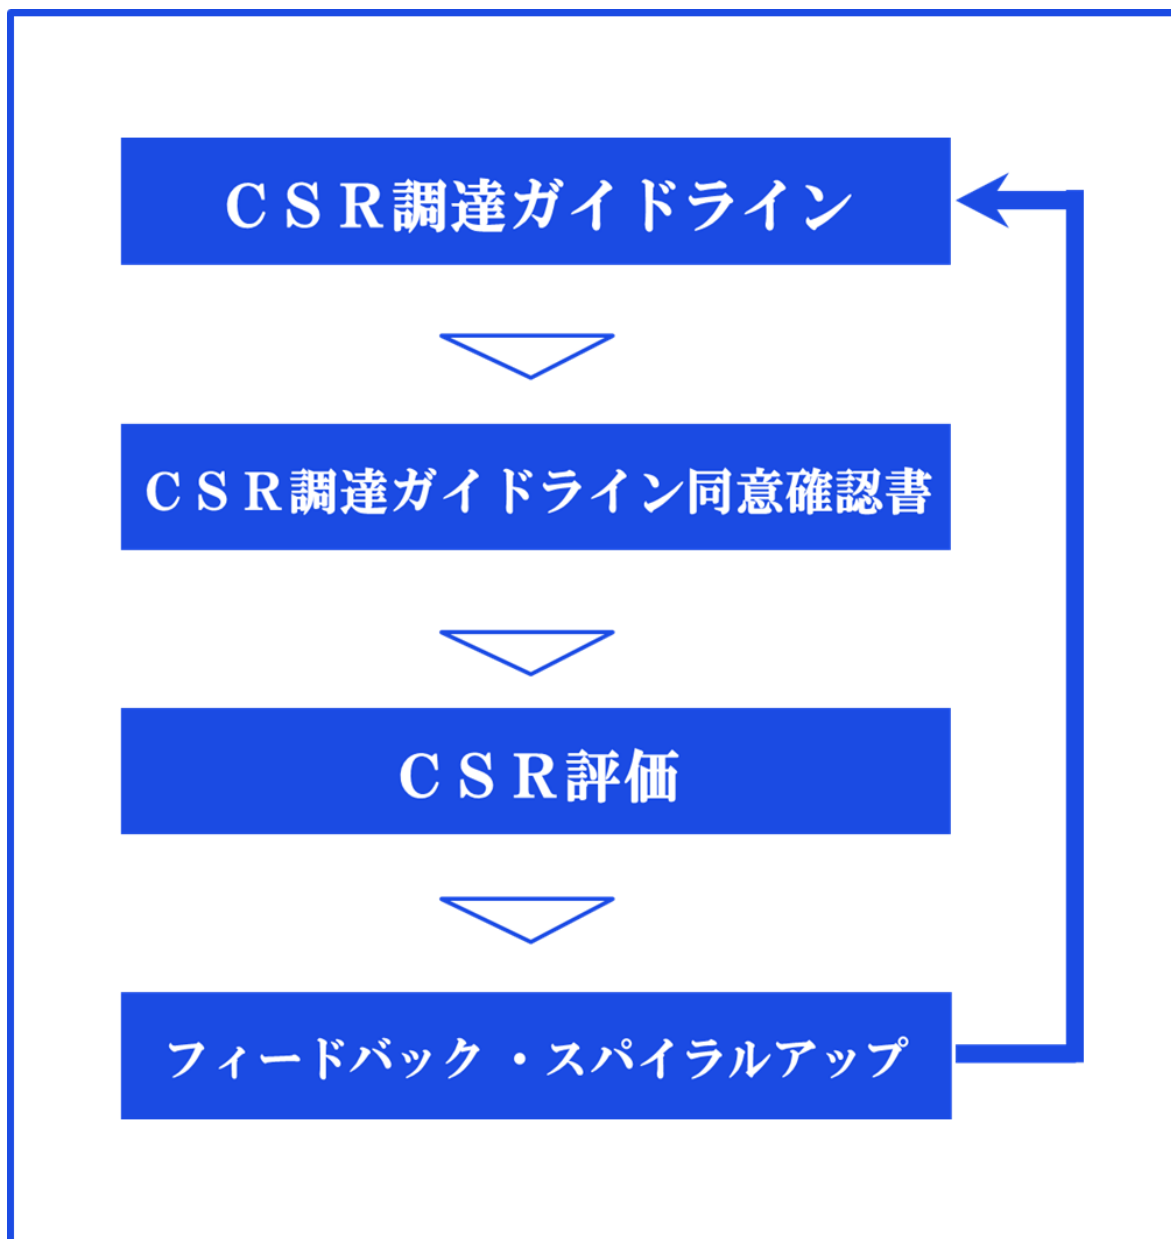 ＣＳＲ調達ガイドライン
ＣＳＲ調達ガイドライン同意確認書
ＣＳＲ評価
フィードバック・スパイラルアップ